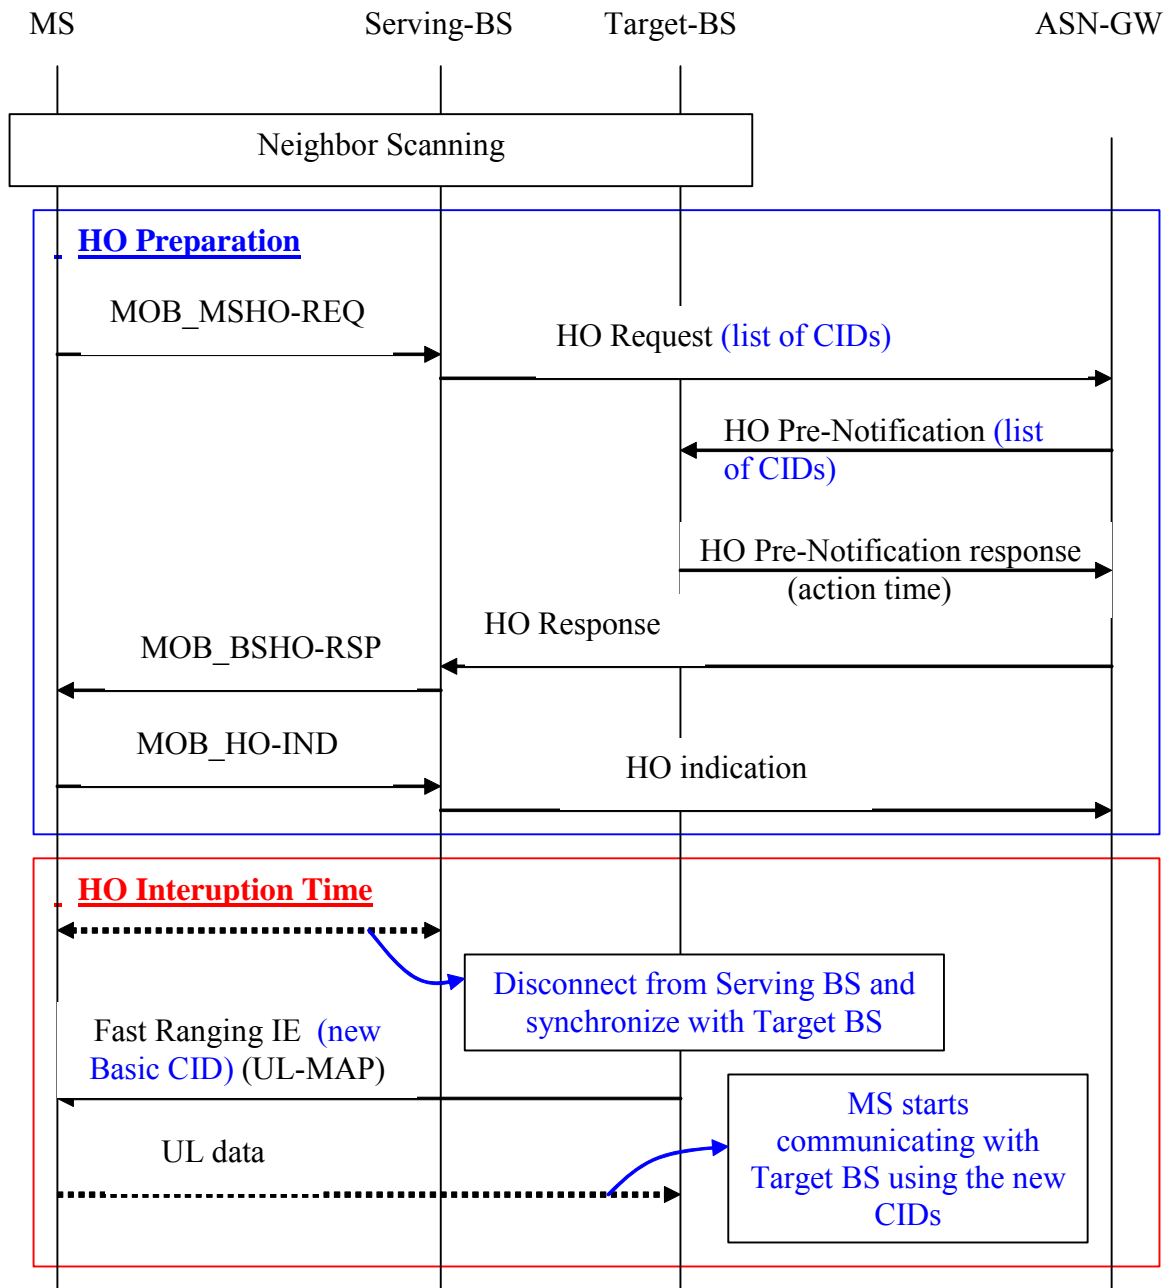 MS Serving-BS Target-BS ASN-GW
Neighbor Scanning
HO Preparation
MOB_MSHO-REQ
HO Request (list of CIDs)
HO Pre-Notification (list
of CIDs)
HO Pre-Notification response
(action time)
HO Response
MOB_BSHO-RSP
MOB_HO-IND
HO indication
HO Interuption Time
Disconnect from Serving BS and
synchronize with Target BS
Fast Ranging IE (new
Basic CID) (UL-MAP)
MS starts
communicating with
Target BS using the new
CIDs
UL data